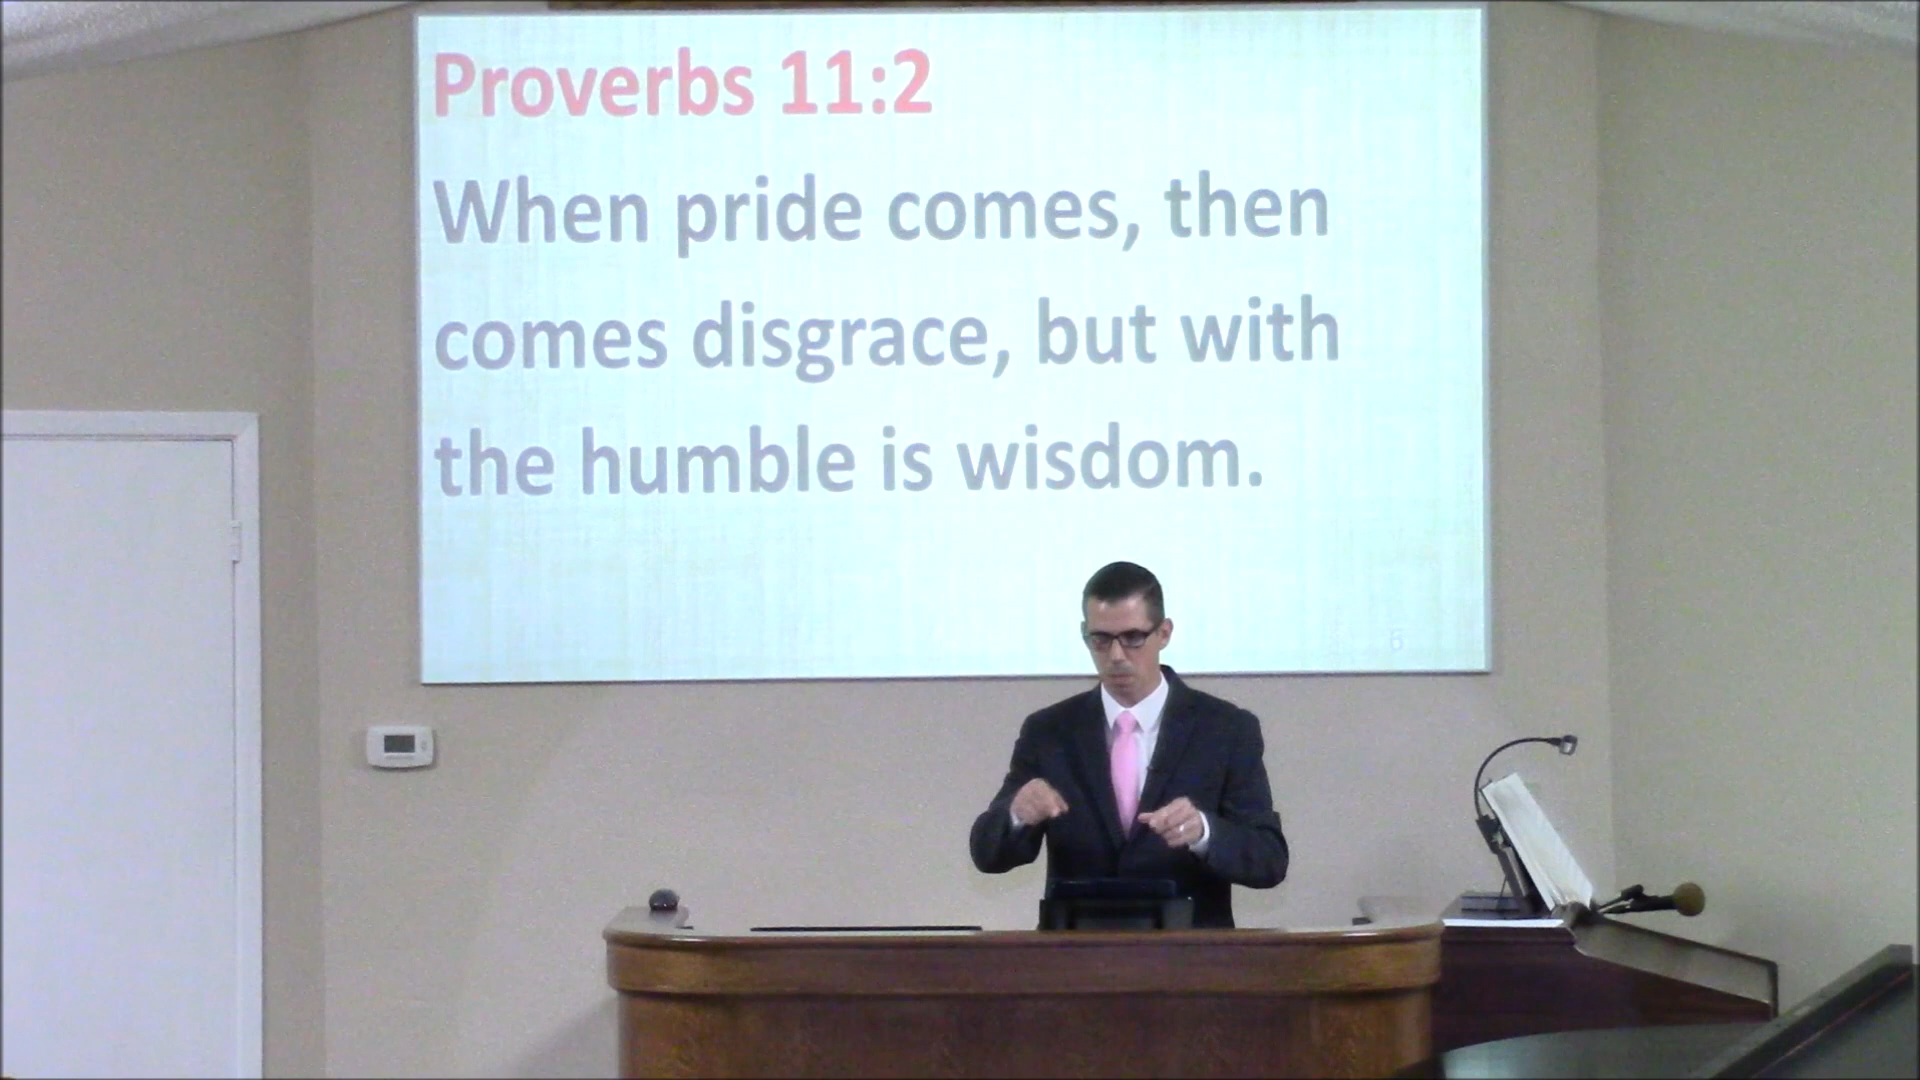 Proverbs 11:2
When pride comes, then
comes disgrace, but with
the humble is wisdom.